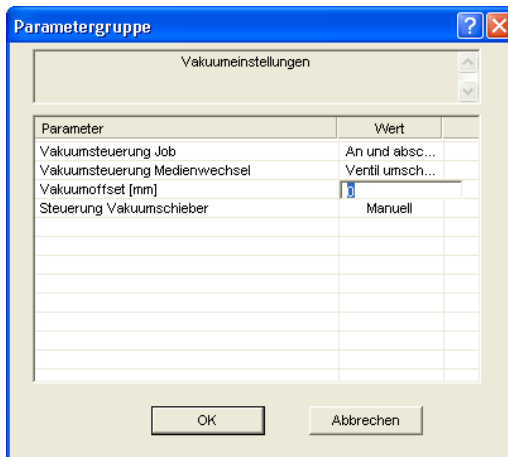 Parametergruppe
Vakuumeinstellungen
Parameter Wert
Vakuumsteuerung Job An und absc...
Vakuumsteuerung Medienwechsel Ventil umsch...
Vakuumoffset [mm] 0
Steuerung Vakuumschieber Manuell
OK Abbrechen